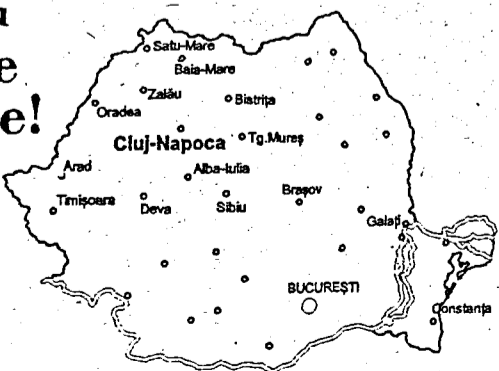 u
e
e!
Satu-Mare
Baia-Mare
Zalău
Bistrița
Oradea
Cluj-Napoca
Tg.Mureș
Arad
Alba-Iulia
Timișoara
Deva
Sibiu
Brașov
Galați
BUCUREȘTI
Constanța